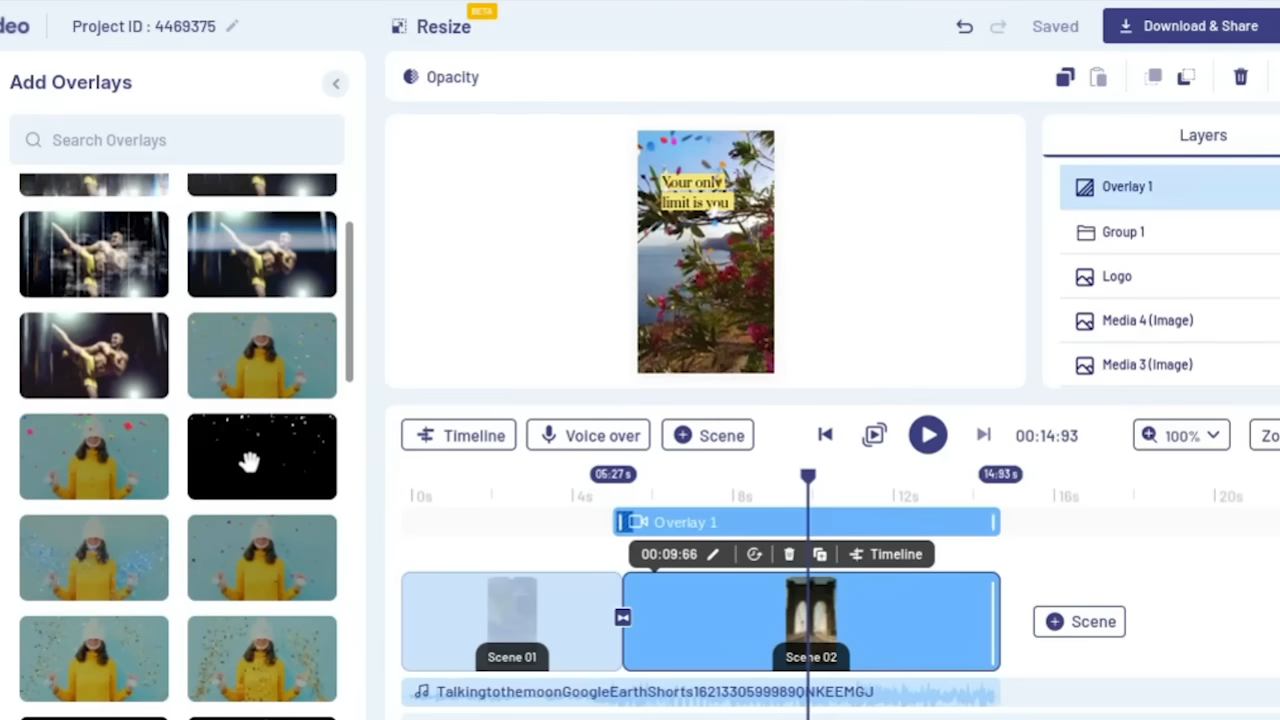 deo
Project ID : 4469375
Resize
BETA
Saved
Download & Share
Add Overlays
Opacity
Search Overlays
Your only
limit is you
Layers
Overlay 1
Group 1
Logo
Media 4 (Image)
Media 3 (Image)
Timeline
Voice over
Scene
00:14:93
100%
Zo
05:27 s
14:93 s
0s
4s
8s
12s
16s
20s
Overlay 1
00:09:66
Timeline
Scene 01
Scene 02
Scene